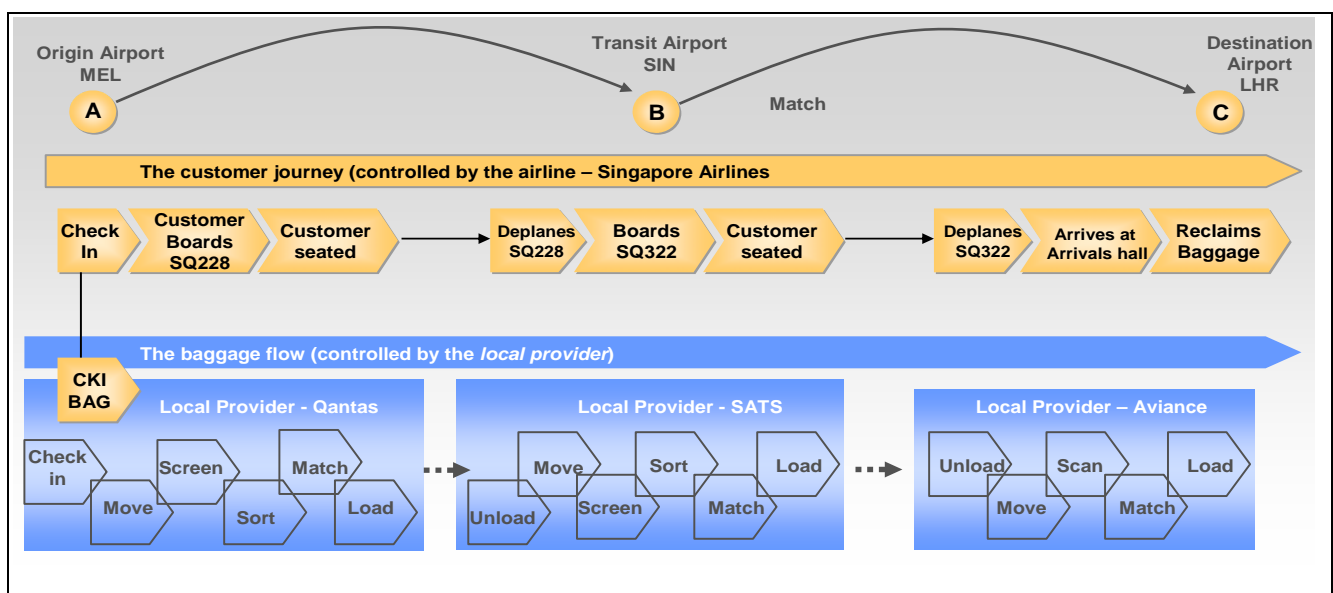 Origin Airport
MEL
Transit Airport
SIN
Destination
Airport
LHR
A
B
Match
C
The customer journey (controlled by the airline – Singapore Airlines
Check
In
Customer
Boards
SQ228
Customer
seated
Deplanes
SQ228
Boards
SQ322
Customer
seated
Deplanes
SQ322
Arrives at
Arrivals hall
Reclaims
Baggage
The baggage flow (controlled by the local provider)
CKI
BAG
Local Provider - Qantas
Check
in
Move
Screen
Sort
Match
Load
Local Provider - SATS
Unload
Move
Screen
Sort
Match
Load
Local Provider – Aviance
Unload
Move
Scan
Match
Load